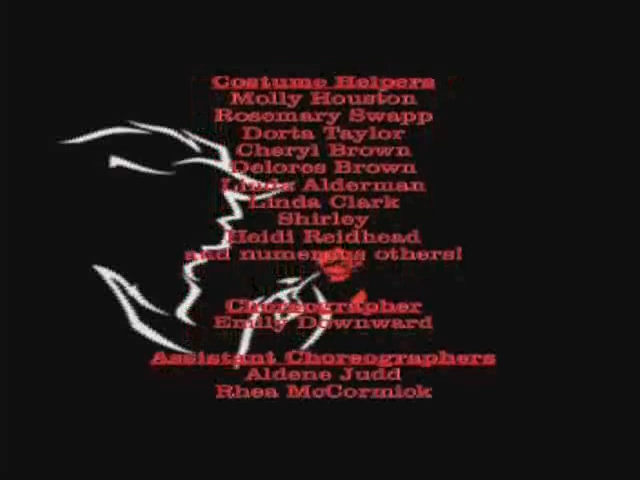 Costume Helpers
Molly Houston
Rosemary Swapp
Dorta Taylor
Cheryl Brown
Delores Brown
Linda Alderman
Linda Clark
Shirley
Heidi Reidhead
and numerous others!
Choreographer
Emily Downward
Assistant Choreographers
Aldene Judd
Rhea McCormick